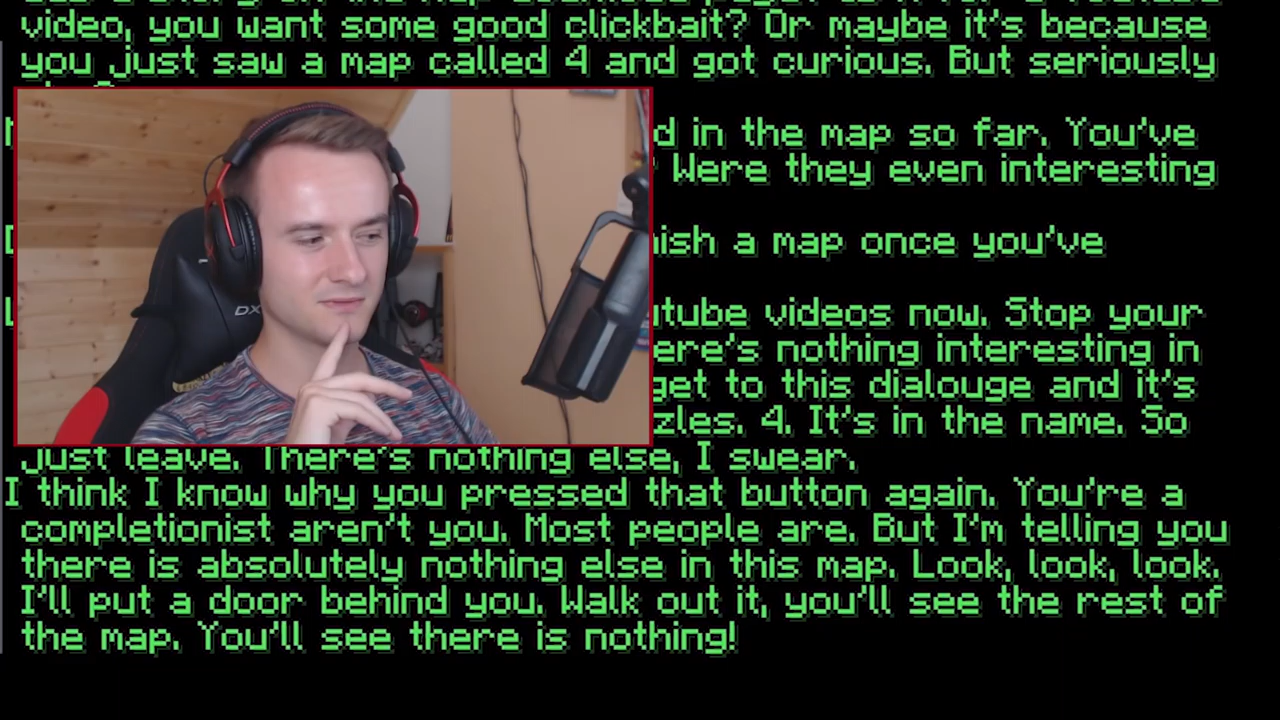 video, you want some good clickbait? Or maybe it's because
you just saw a map called 4 and got curious. But seriously
in the map so far. You've
Were they even interesting
a map once you've
videos now. Stop your
nothing interesting in
get to this dialouge and it's
4. It's in the name. So
just leave. There's nothing else, I swear.
I think I know why you pressed that button again. You're a
completionist aren't you. Most people are. But I'm telling you
there is absolutely nothing else in this map. Look, look, look.
I'll put a door behind you. Walk out it, you'll see the rest of
the map. You'll see there is nothing!
DX